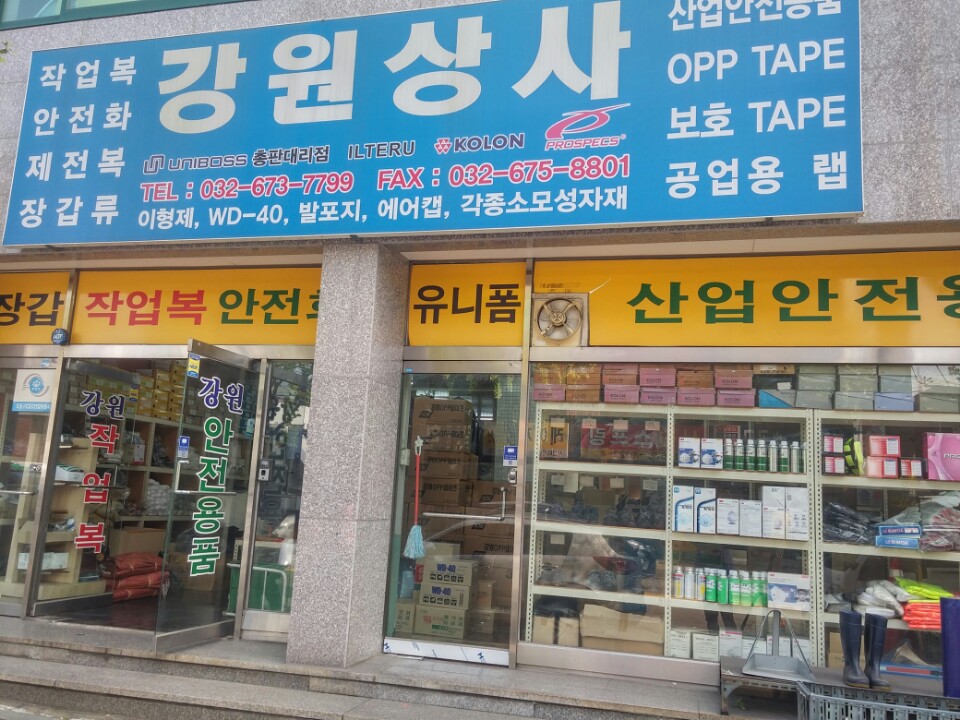 작업복
안전화
제전복
장갑류
강원상사
UNIBOSS 총판대리점 ILTERU KOLON PROSPECS
TEL : 032-673-7799 FAX : 032-675-8801
이형제, WD-40, 발포지, 에어캡, 각종소모성자재
산업안전용품
OPP TAPE
보호 TAPE
공업용 랩
장갑 작업복 안전화
유니폼
산업안전용
강원
작업복
강원
안전용품
WD-40
WD-40